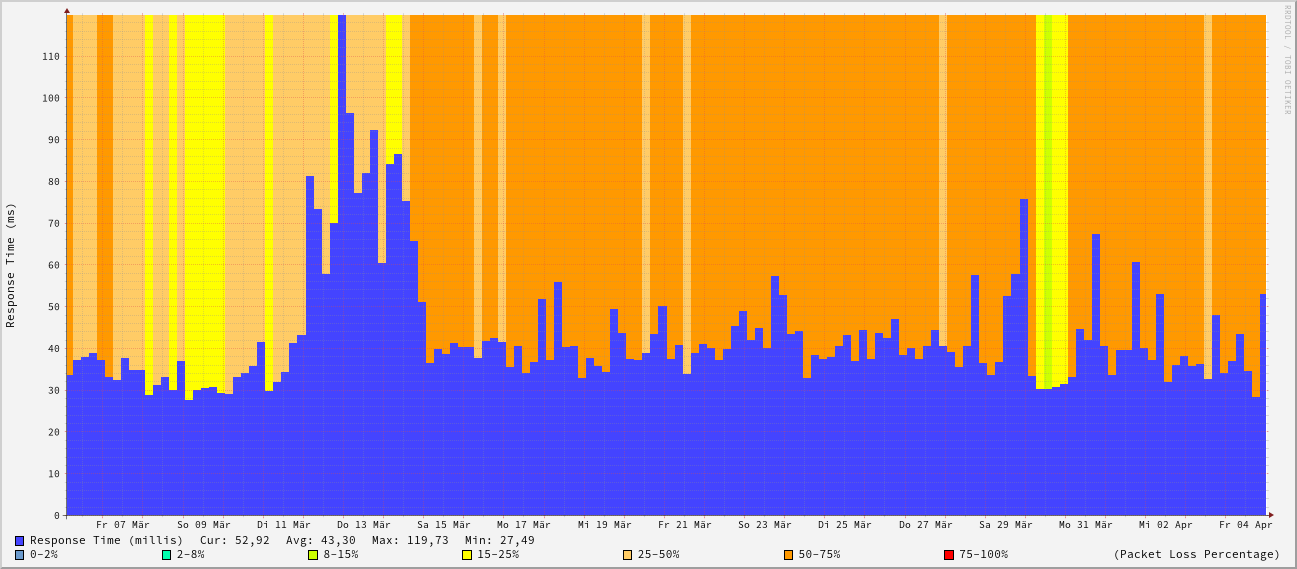 RRDTOOL / TOBI OETIKER
Response Time (ms)
110
100
90
80
70
60
50
40
30
20
10
0
Fr 07 Mär So 09 Mär Di 11 Mär Do 13 Mär Sa 15 Mär Mo 17 Mär Mi 19 Mär Fr 21 Mär So 23 Mär Di 25 Mär Do 27 Mär Sa 29 Mär Mo 31 Mär Mi 02 Apr Fr 04 Apr
Response Time (millis) Cur: 52,92 Avg: 43,30 Max: 119,73 Min: 27,49
0-2% 2-8% 8-15% 15-25% 25-50% 50-75% 75-100% (Packet Loss Percentage)